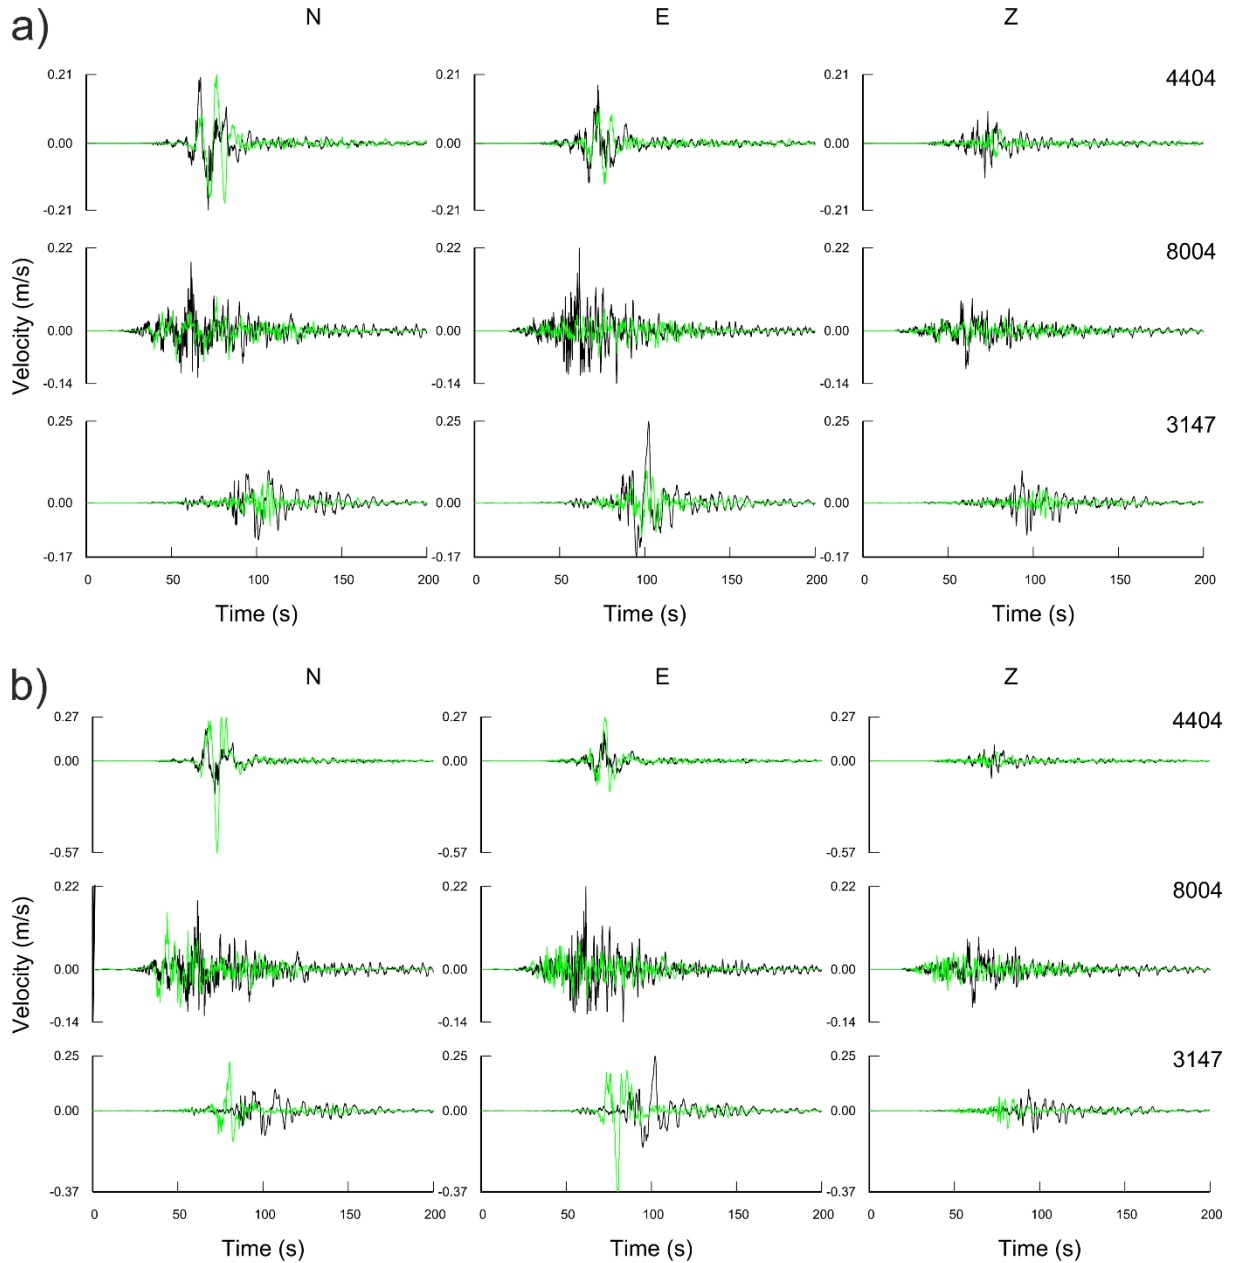 a)
N E Z
0.21 0.21 0.21 4404
0.00 0.00 0.00
-0.21 -0.21 -0.21
0.22 0.22 0.22 8004
0.00 0.00 0.00
-0.14 -0.14 -0.14
Velocity (m/s)
0.25 0.25 0.25 3147
0.00 0.00 0.00
-0.17 -0.17 -0.17
0 50 100 150 200 0 50 100 150 200 0 50 100 150 200
Time (s) Time (s) Time (s)
b)
N E Z
0.27 0.27 0.27 4404
0.00 0.00 0.00
-0.57 -0.57 -0.57
0.22 0.22 0.22 8004
0.00 0.00 0.00
-0.14 -0.14 -0.14
Velocity (m/s)
0.25 0.25 0.25 3147
0.00 0.00 0.00
-0.37 -0.37 -0.37
0 50 100 150 200 0 50 100 150 200 0 50 100 150 200
Time (s) Time (s) Time (s)